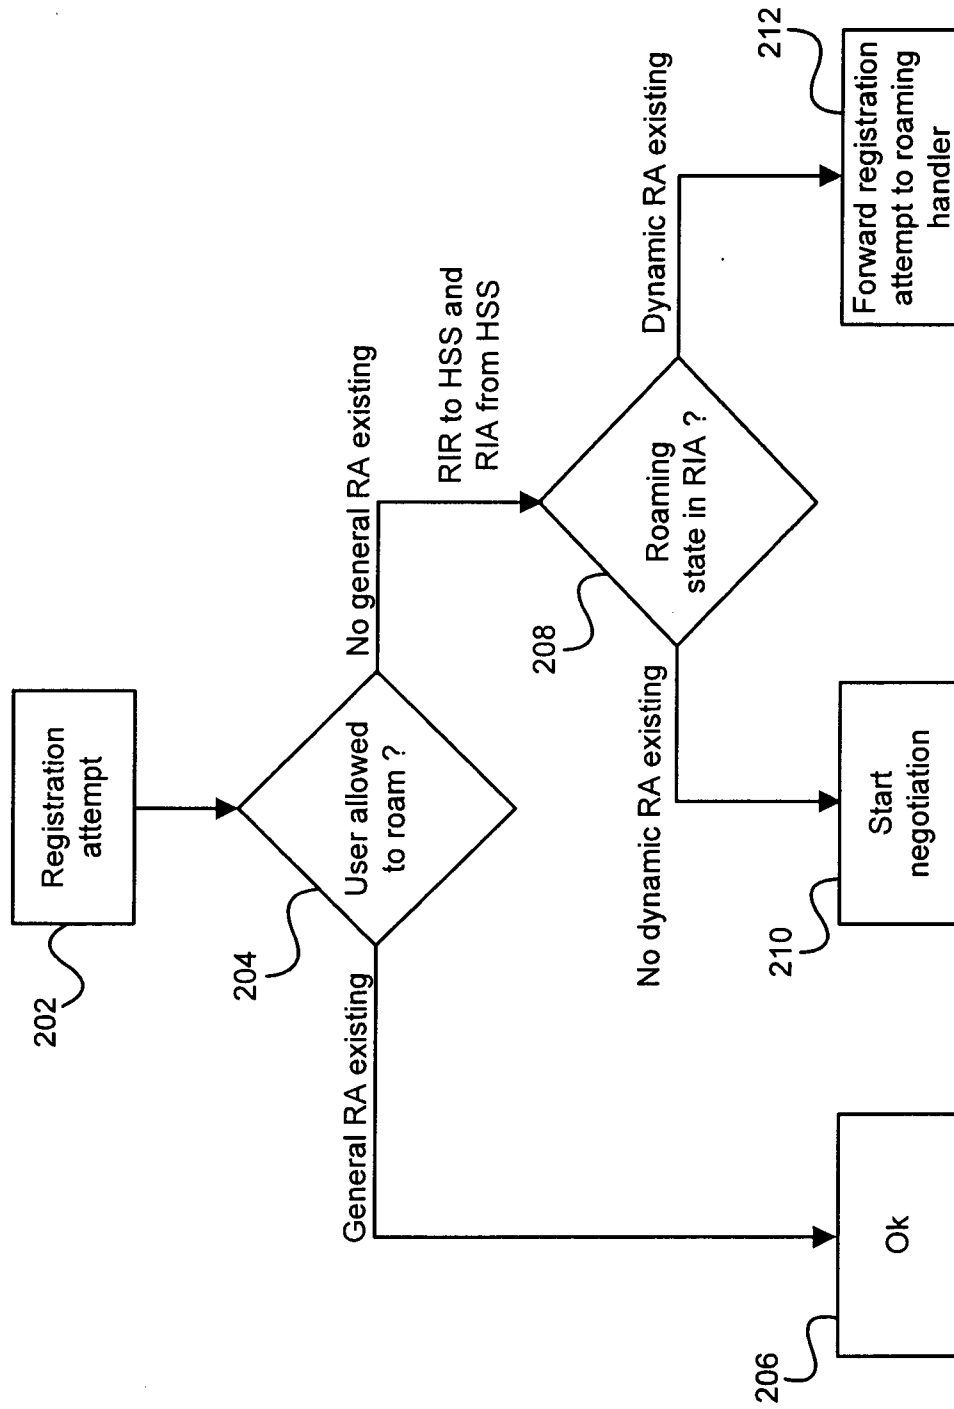 202
Registration
attempt
204
User allowed
to roam ?
General RA existing
No general RA existing
RIR to HSS and
RIA from HSS
206
Ok
208
Roaming
state in RIA ?
No dynamic RA existing
Dynamic RA existing
210
Start
negotiation
212
Forward registration
attempt to roaming
handler